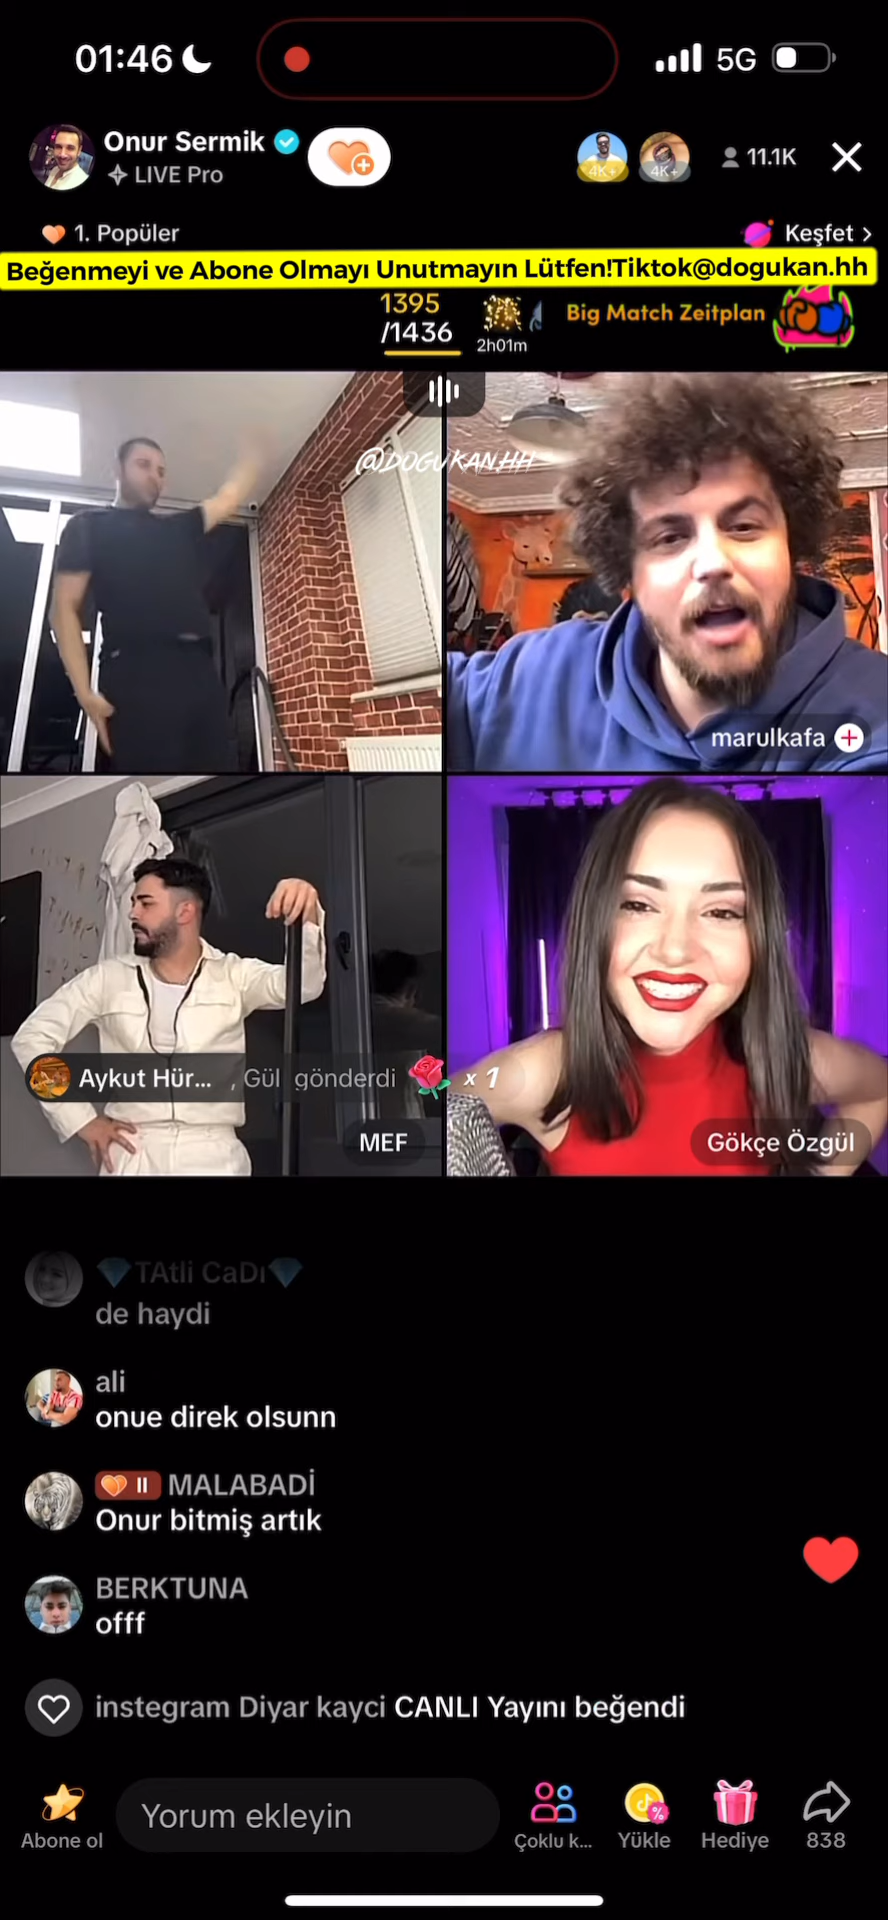 01:46
5G
Onur Sermik
LIVE Pro
4K+
4K+
11.1K
1. Popüler
Keşfet >
Beğenmeyi ve Abone Olmayı Unutmayın Lütfen!Tiktok@dogukan.hh
1395
/1436
2h01m
Big Match Zeitplan
@DOGUKAN.HH
marulkafa
Aykut Hür... , Gül gönderdi x 1
MEF
Gökçe Özgül
TAtli CaDı
de haydi
ali
onue direk olsunn
II MALABADİ
Onur bitmiş artık
BERKTUNA
offf
instegram Diyar kayci CANLI Yayını beğendi
Yorum ekleyin
Abone ol
Çoklu k...
Yükle
Hediye
838